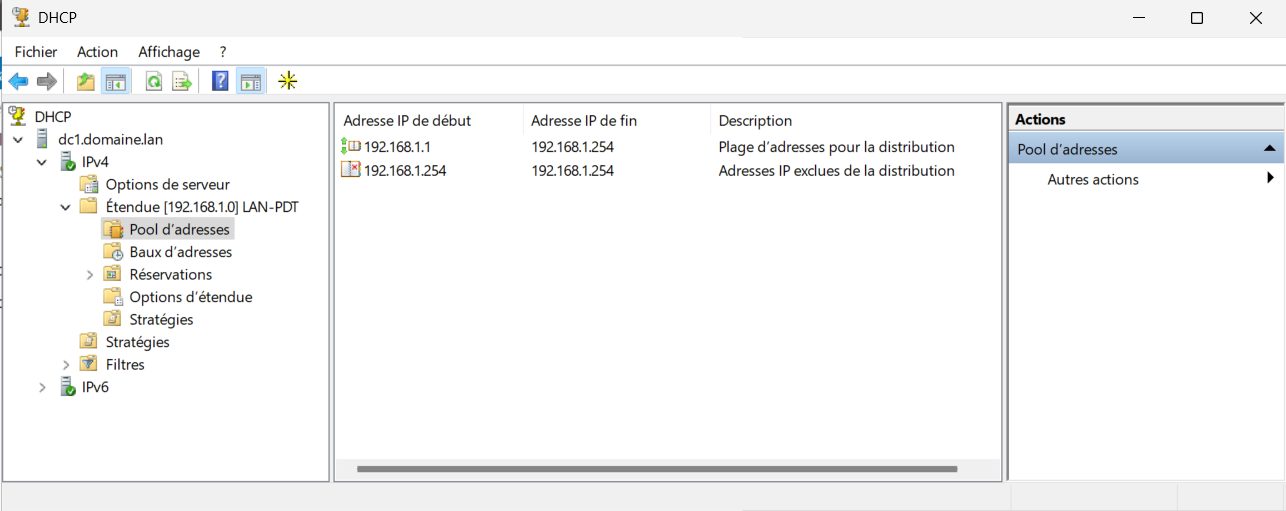 DHCP
Fichier Action Affichage ?
DHCP
dc1.domaine.lan
IPv4
Options de serveur
Étendue [192.168.1.0] LAN-PDT
Pool d'adresses
Baux d'adresses
Réservations
Options d'étendue
Stratégies
Stratégies
Filtres
IPv6
Adresse IP de début Adresse IP de fin Description
192.168.1.1 192.168.1.254 Plage d'adresses pour la distribution
192.168.1.254 192.168.1.254 Adresses IP exclues de la distribution
Actions
Pool d'adresses
Autres actions